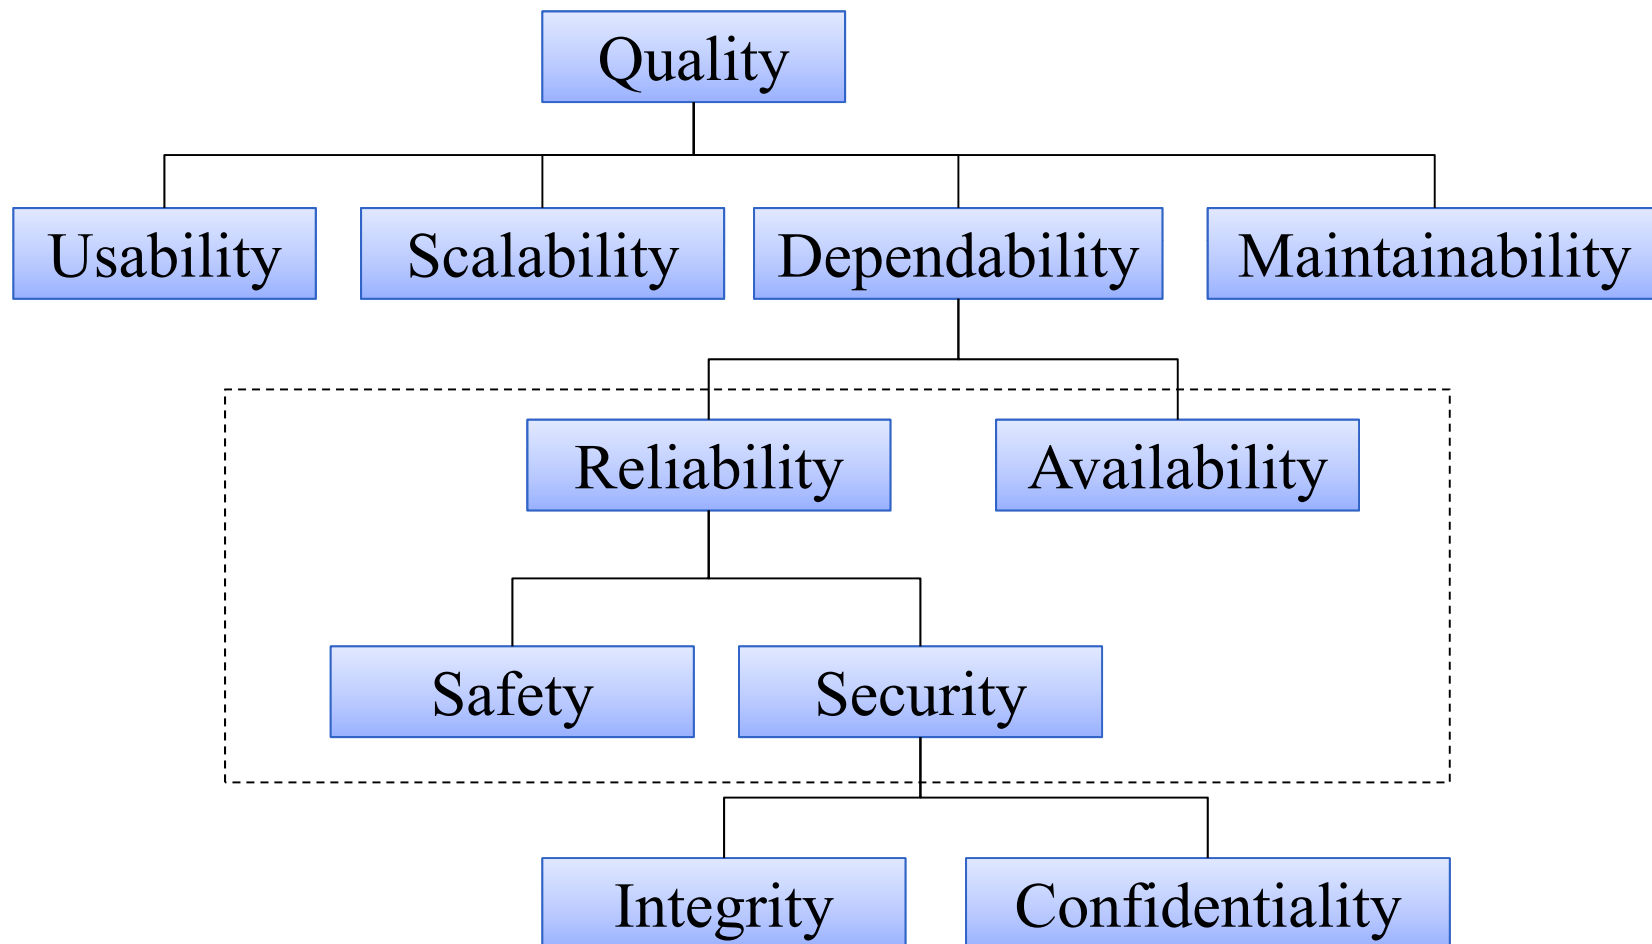 Quality
Usability
Scalability
Dependability
Maintainability
Reliability
Availability
Safety
Security
Integrity
Confidentiality